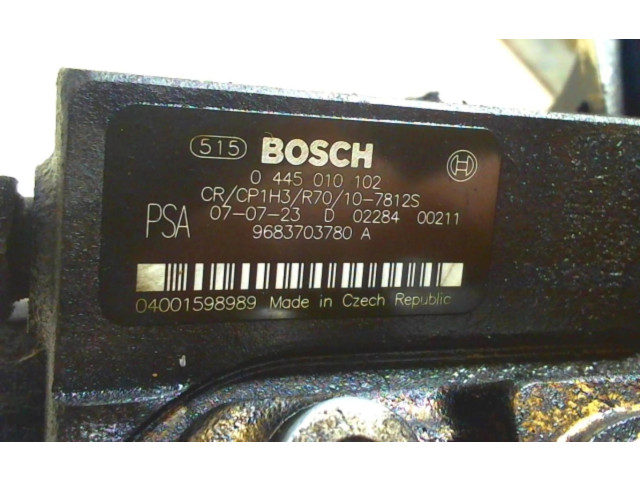 515 BOSCH
0 445 010 102
CR/CP1H3/R70/10-7812S
PSA 07-07-23 D 02284 00211
9683703780 A
04001598989 Made in Czech Republic